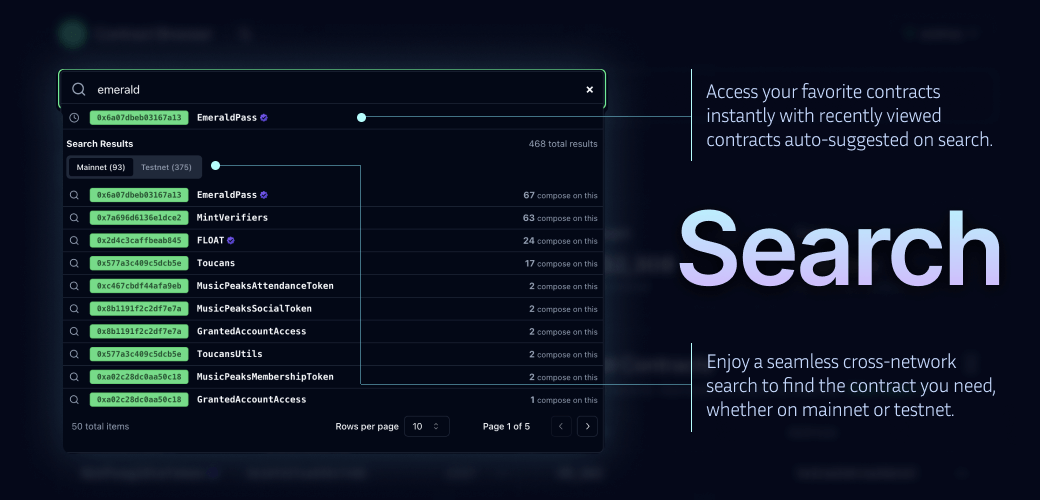 emerald
0x6a07dbeb03167a13 EmeraldPass
Search Results 468 total results
Mainnet (93) Testnet (375)
0x6a07dbeb03167a13 EmeraldPass 67 compose on this
0x7a696d6136e1dce2 MintVerifiers 63 compose on this
0x2d4c3caffbeab845 FLOAT 24 compose on this
0x577a3c409c5dcb5e Toucans 17 compose on this
0xc467cbdf44afa9eb MusicPeaksAttendanceToken 2 compose on this
0x8b1191f2c2df7e7a MusicPeaksSocialToken 2 compose on this
0x8b1191f2c2df7e7a GrantedAccountAccess 2 compose on this
0x577a3c409c5dcb5e ToucansUtils 2 compose on this
0xa02c28dc0aa50c18 MusicPeaksMembershipToken 2 compose on this
0xa02c28dc0aa50c18 GrantedAccountAccess 1 compose on this
50 total items Rows per page 10 Page 1 of 5
Access your favorite contracts
instantly with recently viewed
contracts auto-suggested on search.
Search
Enjoy a seamless cross-network
search to find the contract you need,
whether on mainnet or testnet.